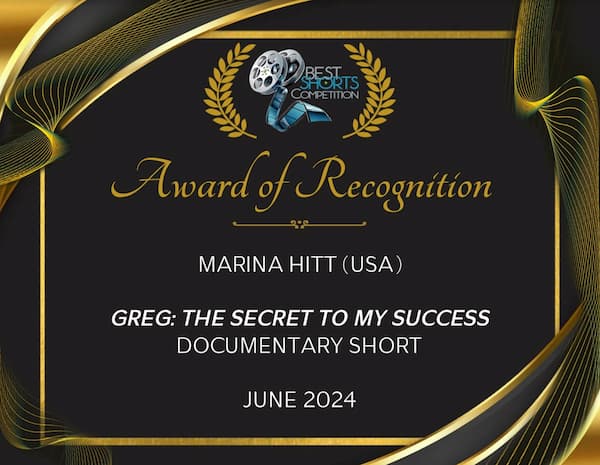 BEST
SHORTS
COMPETITION
Award of Recognition
MARINA HITT (USA)
GREG: THE SECRET TO MY SUCCESS
DOCUMENTARY SHORT
JUNE 2024